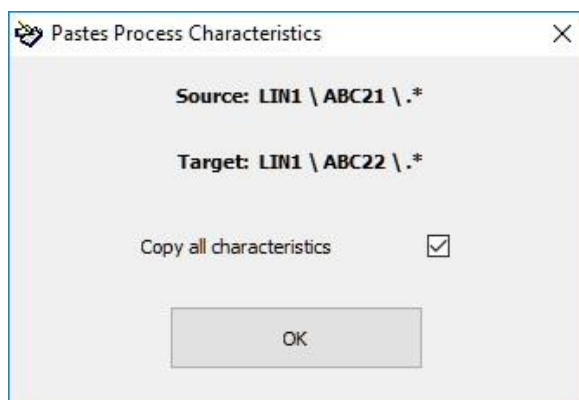 Pastes Process Characteristics
Source: LIN1 \ ABC21 \ .*
Target: LIN1 \ ABC22 \ .*
Copy all characteristics
OK